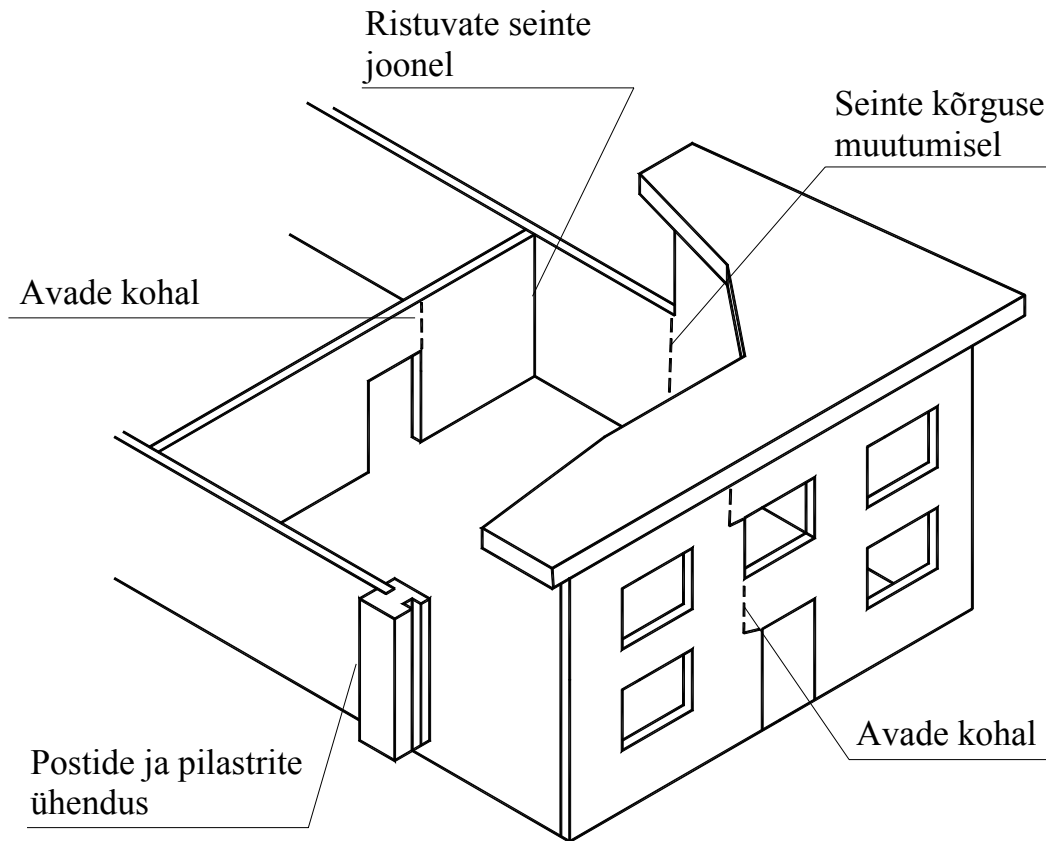 Ristuvate seinte
joonel
Seinte kõrguse
muutumisel
Avade kohal
Avade kohal
Postide ja pilastrite
ühendus